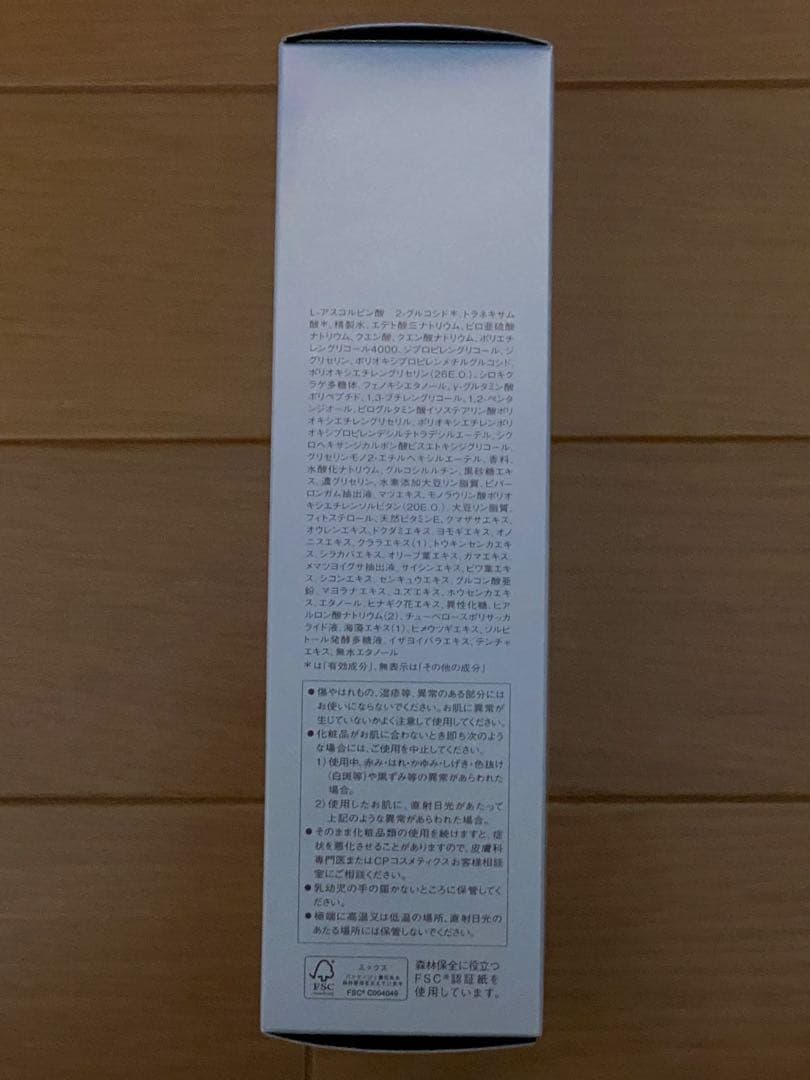 L-アスコルビン酸　2-グルコシド＊、トラネキサム
酸＊、精製水、エデト酸三ナトリウム、ピロ亜硫酸
ナトリウム、クエン酸、クエン酸ナトリウム、ポリエチ
レングリコール4000、ジプロピレングリコール、ジ
グリセリン、ポリオキシプロピレンメチルグルコシド、
ポリオキシエチレングリセリン(26E.O.)、シロキク
ラゲ多糖体、フェノキシエタノール、γ-グルタミン酸
ポリペプチド、1,3-ブチレングリコール、1,2-ペンタ
ンジオール、ピログルタミン酸イソステアリン酸ポリ
オキシエチレングリセリル、ポリオキシエチレンポリ
オキシプロピレンデシルテトラデシルエーテル、シク
ロヘキサンジカルボン酸ビスエトキシジグリコール、
グリセリンモノ2-エチルヘキシルエーテル、香料、
水酸化ナトリウム、グルコシルルチン、黒砂糖エキ
ス、濃グリセリン、水素添加大豆リン脂質、ビバー
ロンガム抽出液、マツエキス、モノラウリン酸ポリオ
キシエチレンソルビタン(20E.O.)、大豆リン脂質、
フィトステロール、天然ビタミンE、クマザサエキス、
オウレンエキス、ドクダミエキス、ヨモギエキス、オノ
ニスエキス、クララエキス(1)、トウキンセンカエキ
ス、シラカバエキス、オリーブ葉エキス、ガマエキス、
メマツヨイグサ抽出液、サイシンエキス、ビワ葉エキ
ス、シコンエキス、センキュウエキス、グルコン酸亜
鉛、マヨラナエキス、ユズエキス、ホウセンカエキ
ス、エタノール、ヒナギク花エキス、異性化糖、ヒア
ルロン酸ナトリウム(2)、チューベロースポリサッカ
ライド液、海藻エキス(1)、ヒメウツギエキス、ソルビ
トール発酵多糖液、イザヨイバラエキス、テンチャ
エキス、無水エタノール
＊は「有効成分」、無表示は「その他の成分」
●傷やはれもの、湿疹等、異常のある部分には
お使いにならないでください。お肌に異常が
生じていないかよく注意して使用してください。
●化粧品がお肌に合わないとき即ち次のよう
な場合には、ご使用を中止してください。
1)使用中、赤み・はれ・かゆみ・しげき・色抜け
(白斑等)や黒ずみ等の異常があらわれた
場合。
2)使用したお肌に、直射日光があたって
上記のような異常があらわれた場合。
●そのまま化粧品類の使用を続けますと、症
状を悪化させることがありますので、皮膚科
専門医またはCPコスメティクスお客様相談
室にご相談ください。
●乳幼児の手の届かないところに保管してく
ださい。
●極端に高温又は低温の場所、直射日光の
あたる場所には保管しないでください。
FSC
ミックス
FSC® C004049
森林保全に役立つ
FSC®認証紙を
使用しています。